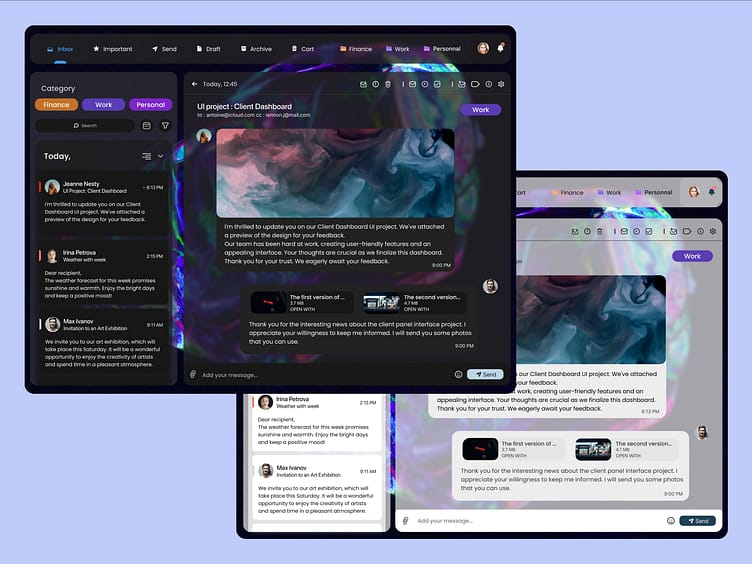 Inbox
Important
Send
Draft
Archive
Cart
Finance
Work
Personnal
Category
Finance
Work
Personal
Search
Today,
Jeanne Nesty
6:13 PM
UI Project: Client Dashboard
I'm thrilled to update you on our Client
Dashboard UI project. We've attached a
preview of the design for your feedback.
Irina Petrova
2:15 PM
Weather with week
Dear recipient,
The weather forecast for this week promises
sunshine and warmth. Enjoy the bright days
and keep a positive mood!
Max Ivanov
9:11 AM
Invitation to an Art Exhibition
We invite you to our art exhibition, which will
take place this Saturday. It will be a wonderful
opportunity to enjoy the creativity of artists
and spend time in a pleasant atmosphere.
Today, 12:45
UI project : Client Dashboard
to : antoine@icloud.com cc : lennon.j@mail.com
Work
I'm thrilled to update you on our Client Dashboard UI project. We've attached
a preview of the design for your feedback.
Our team has been hard at work, creating user-friendly features and an
appealing interface. Your thoughts are crucial as we finalize this dashboard.
Thank you for your trust. We eagerly await your feedback.
9:00 PM
The first version of ...
3.7 MB
OPEN WITH
The second version...
4.7 MB
OPEN WITH
Thank you for the interesting news about the client panel interface project. I
appreciate your willingness to keep me informed. I will send you some photos
that you can use.
9:00 PM
Add your message...
Send
art
Finance
Work
Personnal
Work
Client Dashboard UI project. We've attached
feedback.
work, creating user-friendly features and an
appealing interface. Your thoughts are crucial as we finalize this dashboard.
Thank you for your trust. We eagerly await your feedback.
6:13 PM
The first version of ...
3.7 MB
OPEN WITH
The second version...
4.7 MB
OPEN WITH
Thank you for the interesting news about the client panel interface project. I
appreciate your willingness to keep me informed. I will send you some photos
that you can use.
9:00 PM
Add your message...
Send
Irina Petrova
2:15 PM
Weather with week
Dear recipient,
The weather forecast for this week promises
sunshine and warmth. Enjoy the bright days
and keep a positive mood!
Max Ivanov
9:11 AM
Invitation to an Art Exhibition
We invite you to our art exhibition, which will
take place this Saturday. It will be a wonderful
opportunity to enjoy the creativity of artists
and spend time in a pleasant atmosphere.